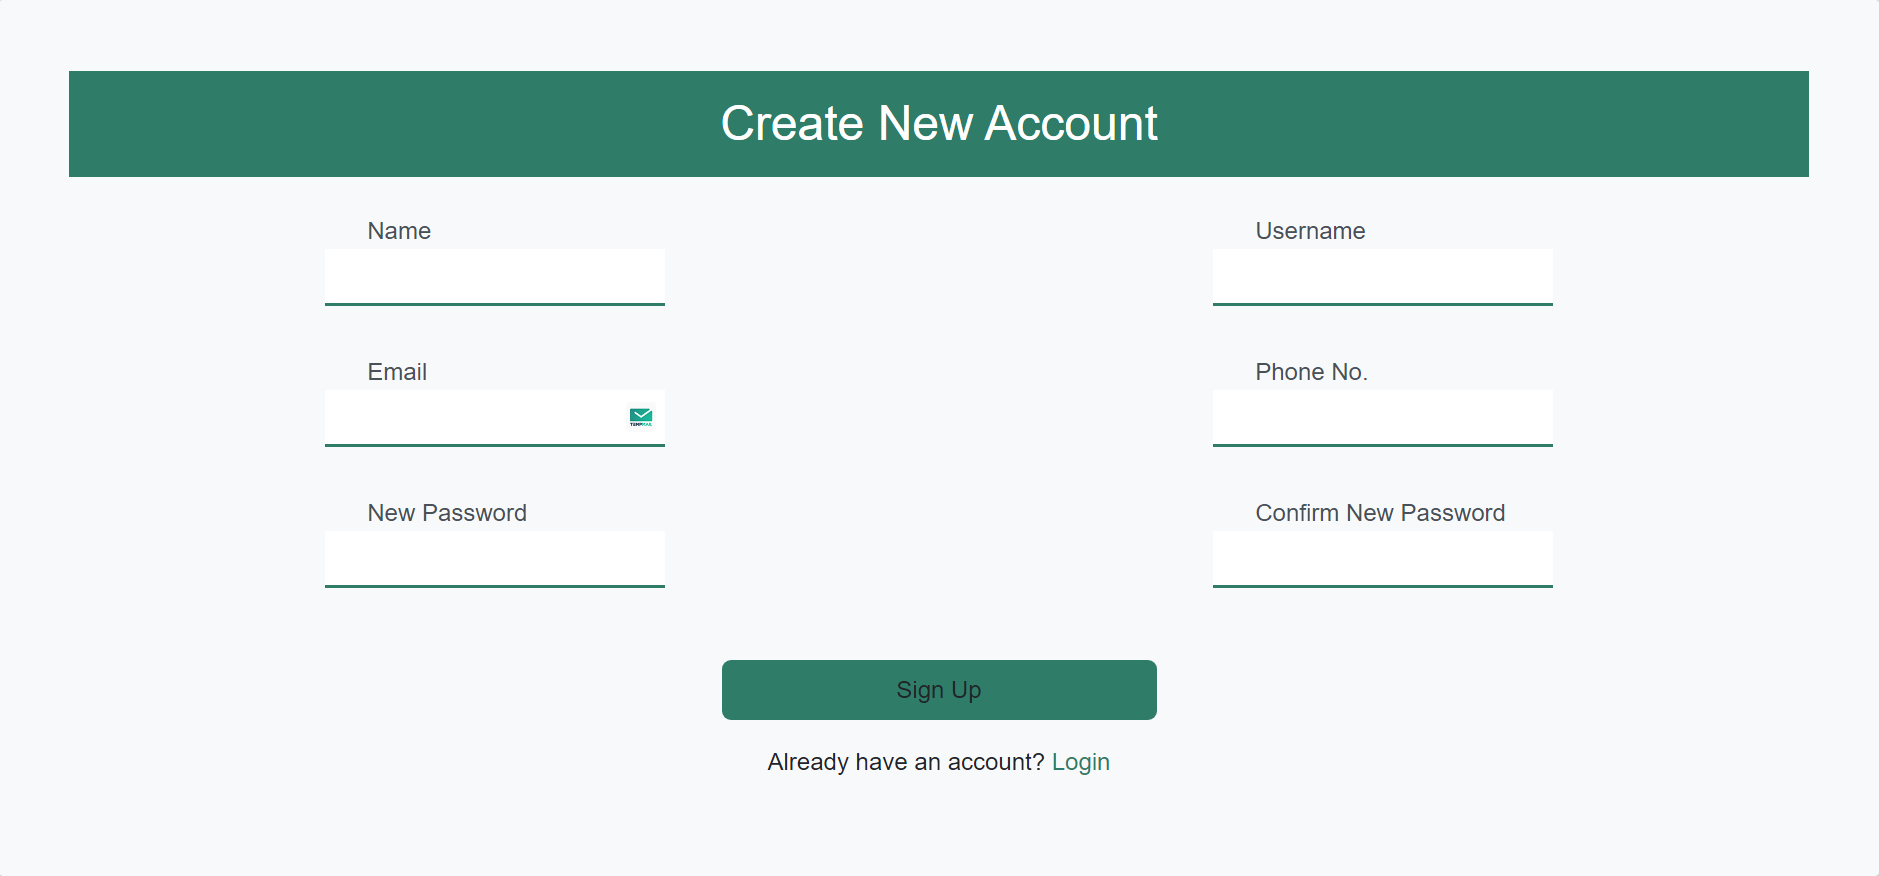 Create New Account
Name
Username
Email
Phone No.
TEMPMAIL
New Password
Confirm New Password
Sign Up
Already have an account? Login